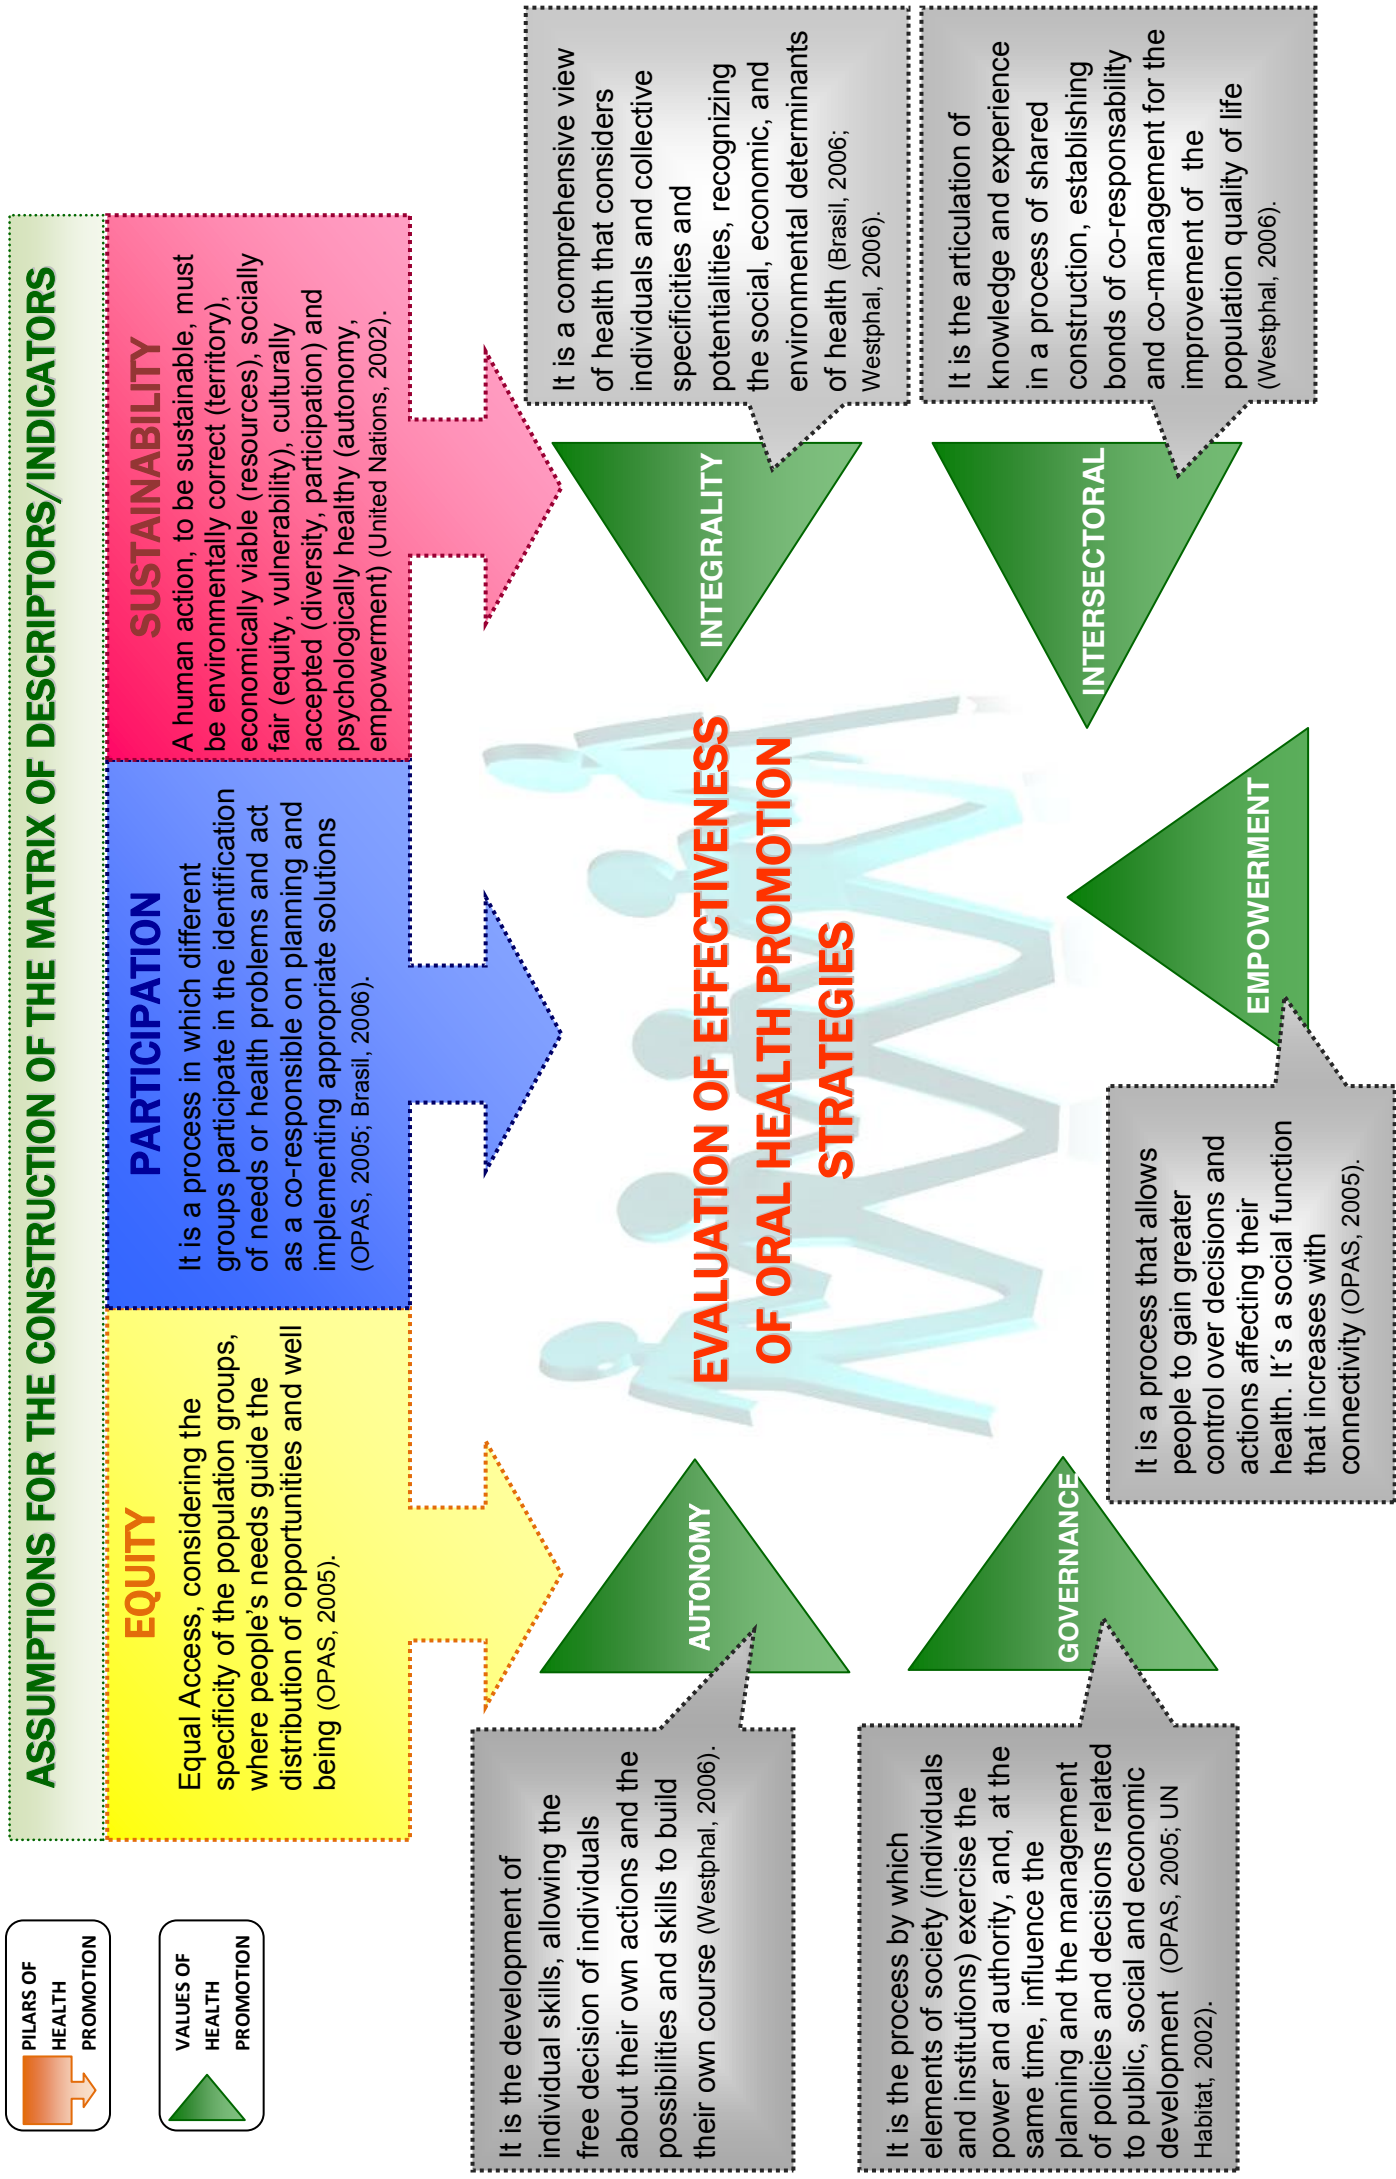 ASSUMPTIONS FOR THE CONSTRUCTION OF THE MATRIX OF DESCRIPTORS/INDICATORS
PILARS OF
HEALTH
PROMOTION
VALUES OF
HEALTH
PROMOTION
EQUITY
Equal Access, considering the
specificity of the population groups,
where people’s needs guide the
distribution of opportunities and well
being (OPAS, 2005).
PARTICIPATION
It is a process in which different
groups participate in the identification
of needs or health problems and act
as a co-responsible on planning and
implementing appropriate solutions
(OPAS, 2005; Brasil, 2006).
SUSTAINABILITY
A human action, to be sustainable, must
be environmentally correct (territory),
economically viable (resources), socially
fair (equity, vulnerability), culturally
accepted (diversity, participation) and
psychologically healthy (autonomy,
empowerment) (United Nations, 2002).
It is the development of
individual skills, allowing the
free decision of individuals
about their own actions and the
possibilities and skills to build
their own course (Westphal, 2006).
AUTONOMY
EVALUATION OF EFFECTIVENESS
OF ORAL HEALTH PROMOTION
STRATEGIES
INTEGRALITY
It is a comprehensive view
of health that considers
individuals and collective
specificities and
potentialities, recognizing
the social, economic, and
environmental determinants
of health (Brasil, 2006;
Westphal, 2006).
It is the process by which
elements of society (individuals
and institutions) exercise the
power and authority, and, at the
same time, influence the
planning and the management
of policies and decisions related
to public, social and economic
development (OPAS, 2005; UN
Habitat, 2002).
GOVERNANCE
It is a process that allows
people to gain greater
control over decisions and
actions affecting their
health. It´s a social function
that increases with
connectivity (OPAS, 2005).
EMPOWERMENT
INTERSECTORAL
It is the articulation of
knowledge and experience
in a process of shared
construction, establishing
bonds of co-responsability
and co-management for the
improvement of the
population quality of life
(Westphal, 2006).